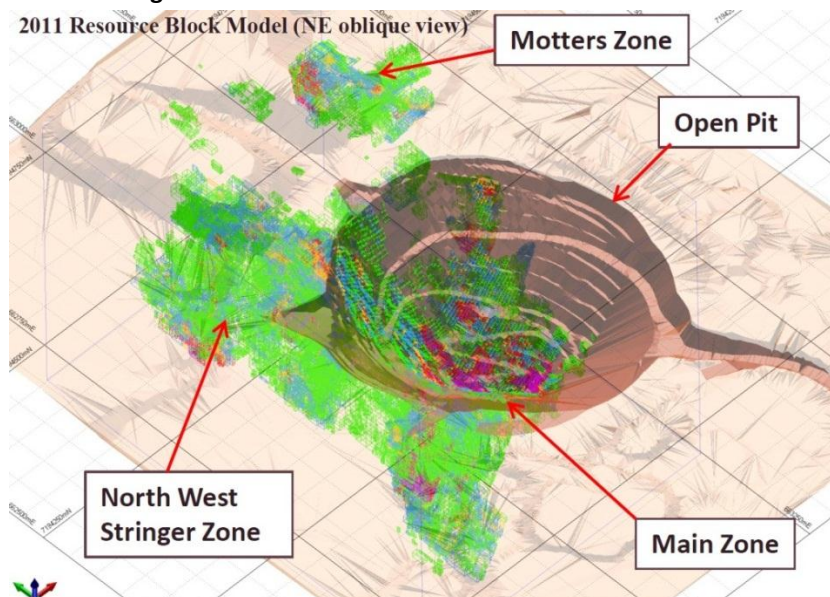 2011 Resource Block Model (NE oblique view)
Motters Zone
Open Pit
North West
Stringer Zone
Main Zone